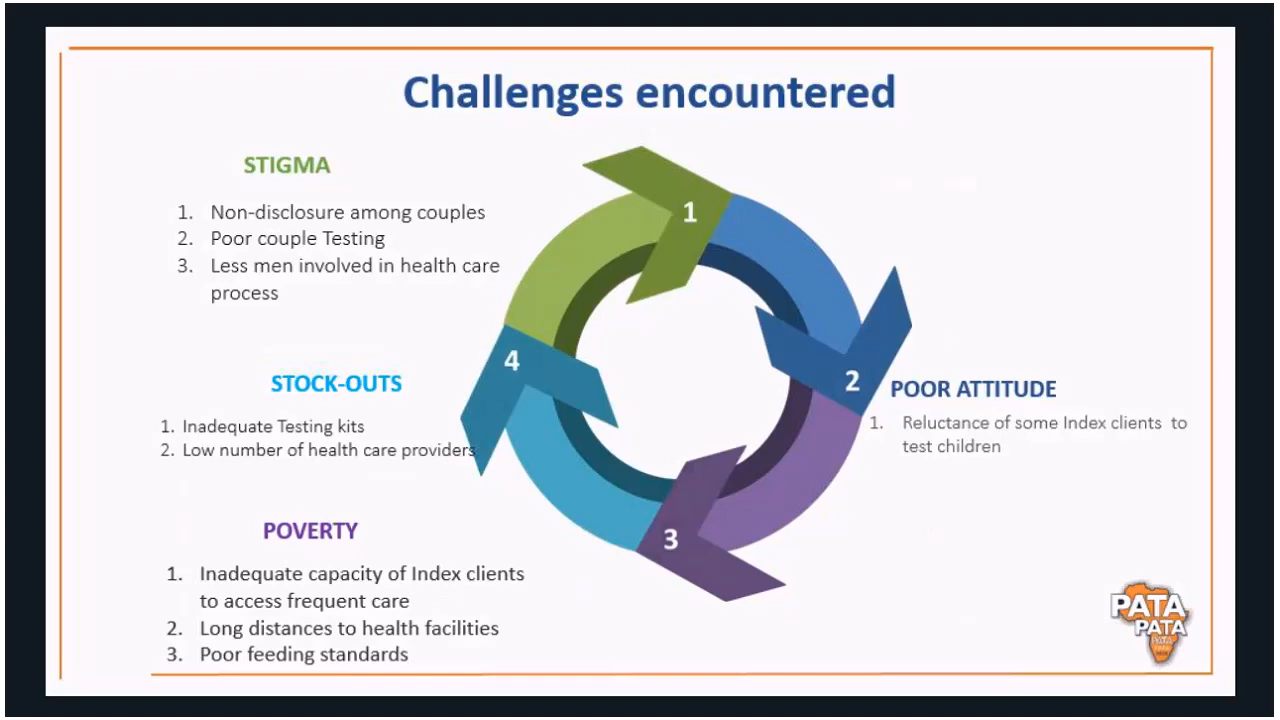 Challenges encountered
STIGMA
1. Non-disclosure among couples
2. Poor couple Testing
3. Less men involved in health care
process
1
2
3
4
POOR ATTITUDE
1. Reluctance of some Index clients to
test children
STOCK-OUTS
1. Inadequate Testing kits
2. Low number of health care providers
POVERTY
1. Inadequate capacity of Index clients
to access frequent care
2. Long distances to health facilities
3. Poor feeding standards
PATA
PATA
PATA